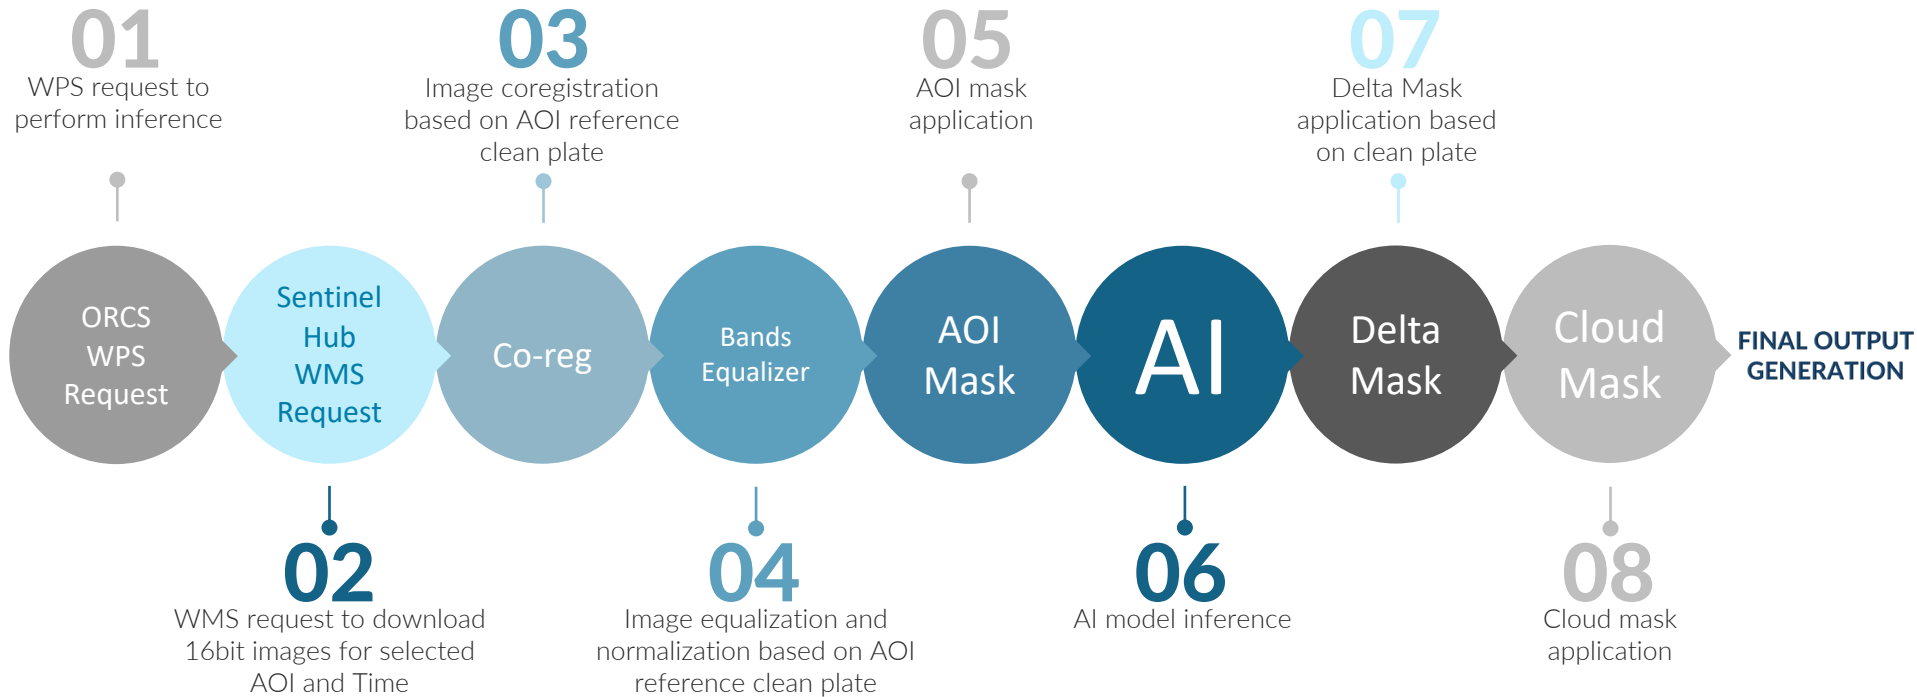 01
WPS request to
perform inference
03
Image coregistration
based on AOI reference
clean plate
05
AOI mask
application
07
Delta Mask
application based
on clean plate
ORCS
WPS
Request
Sentinel
Hub
WMS
Request
Co-reg
Bands
Equalizer
AOI
Mask
AI
Delta
Mask
Cloud
Mask
FINAL OUTPUT
GENERATION
02
WMS request to download
16bit images for selected
AOI and Time
04
Image equalization and
normalization based on AOI
reference clean plate
06
AI model inference
08
Cloud mask
application